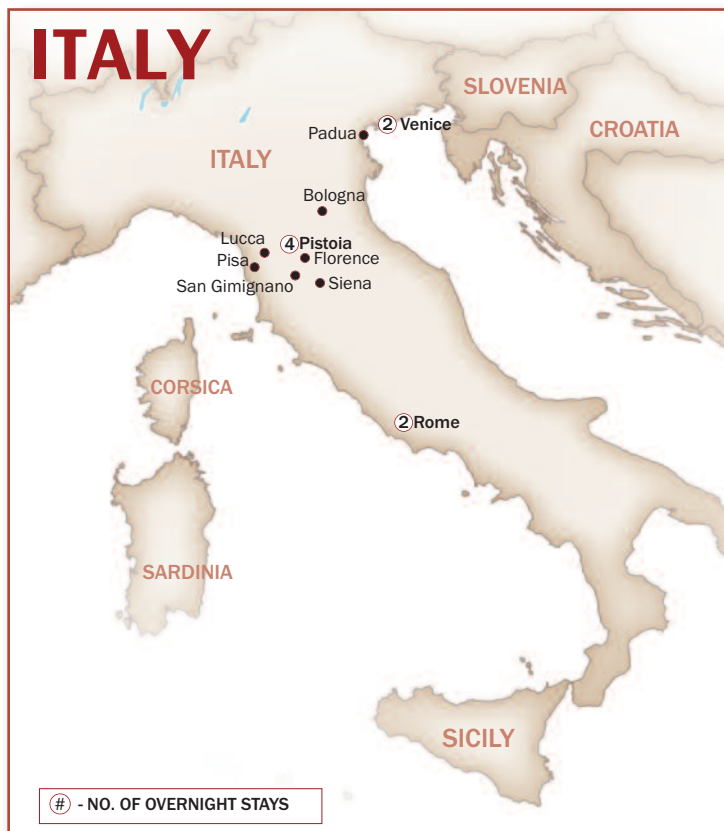 ITALY
SLOVENIA
CROATIA
2 Venice
Padua
ITALY
Bologna
Lucca
4 Pistoia
Pisa
Florence
San Gimignano
Siena
CORSICA
2 Rome
SARDINIA
SICILY
# - NO. OF OVERNIGHT STAYS